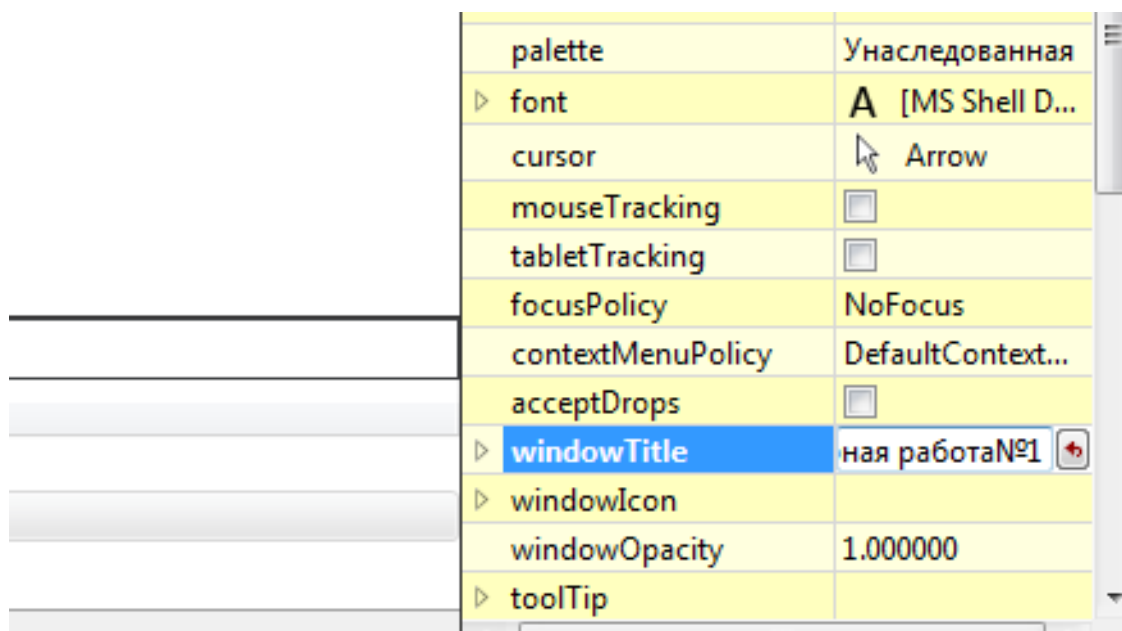 palette Унаследованная
font A [MS Shell D...
cursor Arrow
mouseTracking
tabletTracking
focusPolicy NoFocus
contextMenuPolicy DefaultContext...
acceptDrops
windowTitle ная работа№1
windowIcon
windowOpacity 1.000000
toolTip